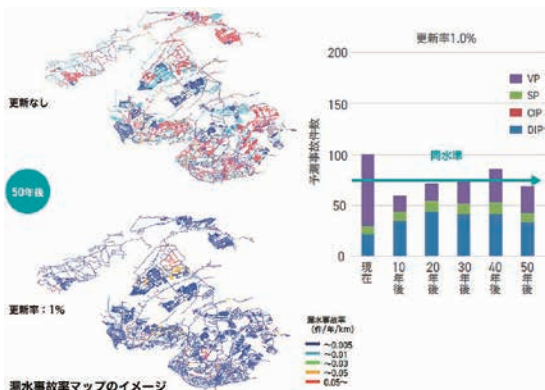 更新なし
50年後
更新率：1%
漏水事故率マップのイメージ
漏水事故率
(件/年/km)
～0.005
～0.01
～0.03
～0.05
0.05～
更新率1.0%
予測事故件数
200
150
100
50
0
VP
SP
CIP
DIP
同水準
現在
10年後
20年後
30年後
40年後
50年後